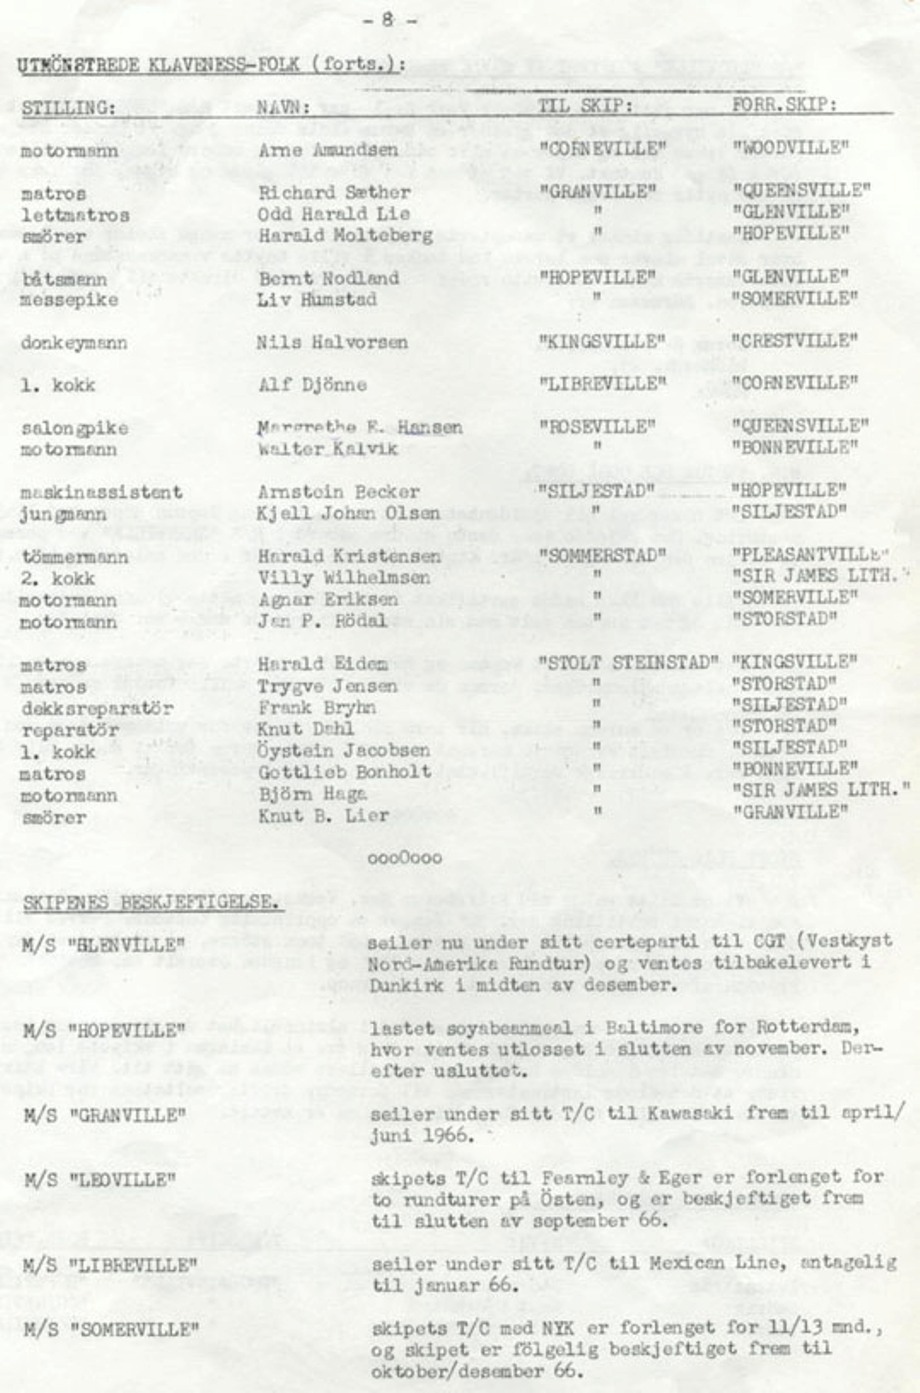 - 8 -
UTMÖNSTREDE KLAVENESS-FOLK (forts.):
STILLING: NAVN: TIL SKIP: FORR.SKIP:
motormann Arne Amundsen "CORNEVILLE" "WOODVILLE"
matros Richard Sæther "GRANVILLE" "QUEENSVILLE"
lettmatros Odd Harald Lie " "GLENVILLE"
smörer Harald Molteberg " "HOPEVILLE"
båtsmann Bernt Nodland "HOPEVILLE" "GLENVILLE"
messepike Liv Humstad " "SOMERVILLE"
donkeymann Nils Halvorsen "KINGSVILLE" "CRESTVILLE"
1. kokk Alf Djönne "LIBREVILLE" "CORNEVILLE"
salongpike Margrethe E. Hansen "ROSEVILLE" "QUEENSVILLE"
motormann Walter Kalvik " "BONNEVILLE"
maskinassistent Arnstein Becker "SILJESTAD" "HOPEVILLE"
jungmann Kjell Johan Olsen " "SILJESTAD"
tömmermann Harald Kristensen "SOMMERSTAD" "PLEASANTVILLE"
2. kokk Villy Wilhelmsen " "SIR JAMES LITH."
motormann Agnar Eriksen " "SOMERVILLE"
motormann Jan P. Rödal " "STORSTAD"
matros Harald Eidem "STOLT STEINSTAD" "KINGSVILLE"
matros Trygve Jensen " "STORSTAD"
dekksreparatör Frank Bryhn " "SILJESTAD"
reparatör Knut Dahl " "STORSTAD"
1. kokk Öystein Jacobsen " "SILJESTAD"
matros Gottlieb Bonholt " "BONNEVILLE"
motormann Björn Haga " "SIR JAMES LITH."
smörer Knut B. Lier " "GRANVILLE"
oooOooo
SKIPENES BESKJEFTIGELSE.
M/S "GLENVILLE" seiler nu under sitt certeparti til CGT (Vestkyst
Nord-Amerika Rundtur) og ventes tilbakelevert i
Dunkirk i midten av desember.
M/S "HOPEVILLE" lastet soyabeanmeal i Baltimore for Rotterdam,
hvor ventes utlosset i slutten av november. Der-
efter usluttet.
M/S "GRANVILLE" seiler under sitt T/C til Kawasaki frem til april/
juni 1966.
M/S "LEOVILLE" skipets T/C til Fearnley & Eger er forlenget for
to rundturer på Östen, og er beskjeftiget frem
til slutten av september 66.
M/S "LIBREVILLE" seiler under sitt T/C til Mexican Line, antagelig
til januar 66.
M/S "SOMERVILLE" skipets T/C med NYK er forlenget for 11/13 mnd.,
og skipet er fölgelig beskjeftiget frem til
oktober/desember 66.